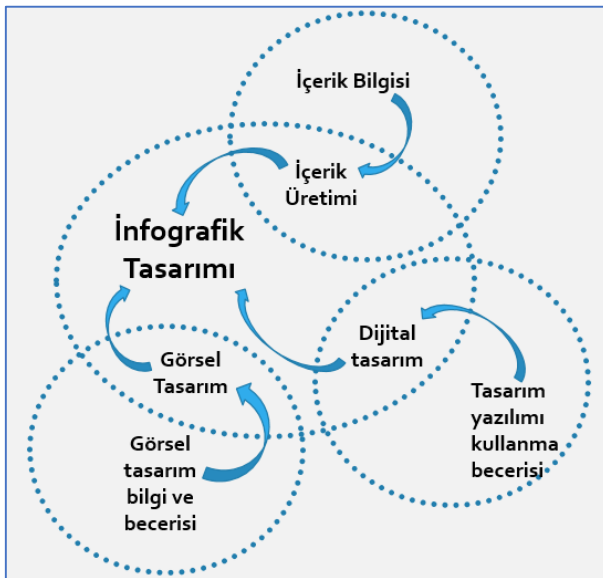 İçerik Bilgisi
İçerik
Üretimi
İnfografik
Tasarımı
Dijital
tasarım
Görsel
Tasarım
Tasarım
yazılımı
kullanma
becerisi
Görsel
tasarım
bilgi ve
becerisi